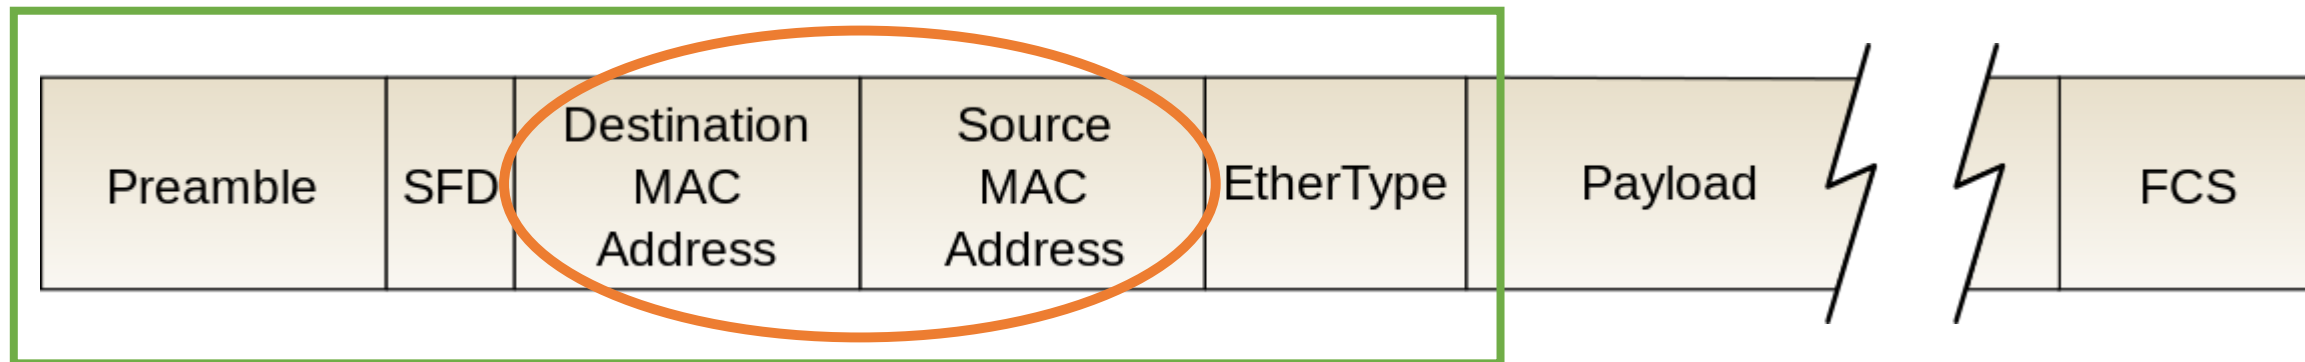 Preamble
SFD
Destination
MAC
Address
Source
MAC
Address
EtherType
Payload
FCS